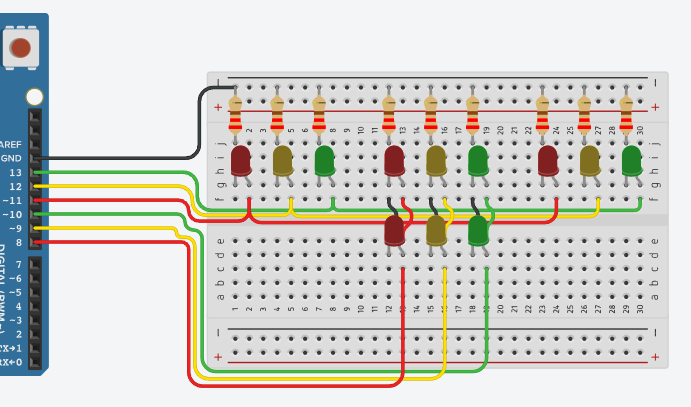 AREF
GND
13
12
~11
~10
~9
8
7
~6
~5
4
~3
2
TX→1
RX←0
DIGITAL (PWM~)
− −
+ +
1 2 3 4 5 6 7 8 9 10 11 12 13 14 15 16 17 18 19 20 21 22 23 24 25 26 27 28 29 30
j j
i i
h h
g g
f f
e e
d d
c c
b b
a a
1 2 3 4 5 6 7 8 9 10 11 12 13 14 15 16 17 18 19 20 21 22 23 24 25 26 27 28 29 30
− −
+ +